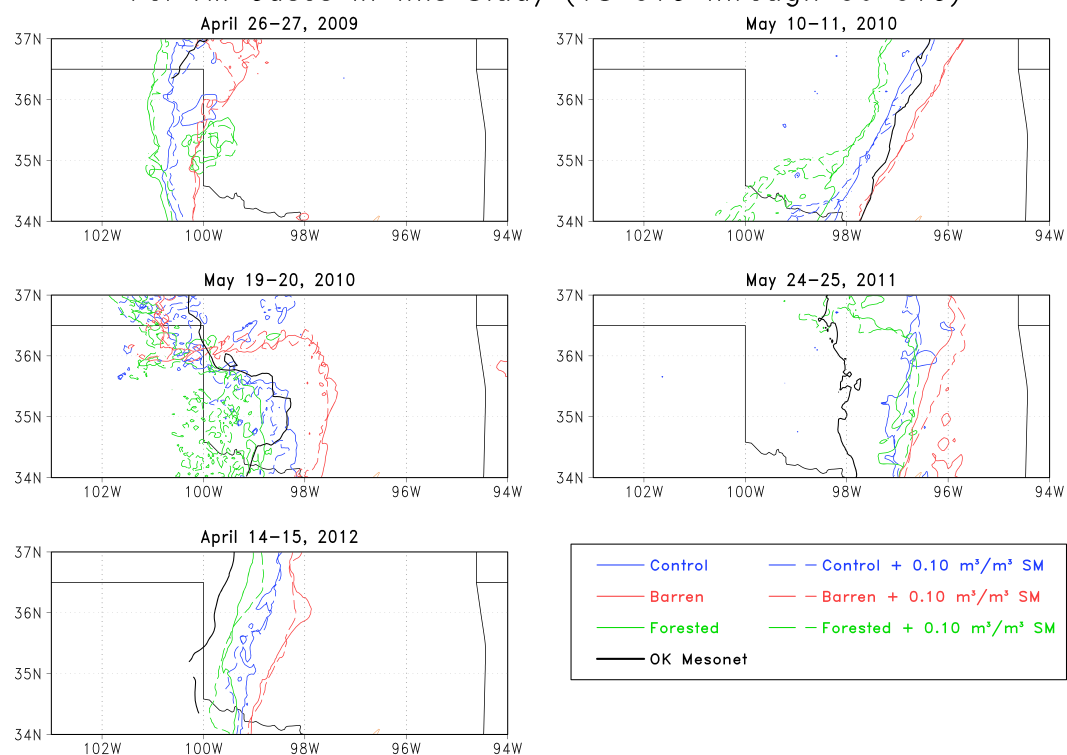 April 26-27, 2009
May 10-11, 2010
37N
36N
35N
34N
102W 100W 98W 96W 94W
37N
36N
35N
34N
102W 100W 98W 96W 94W
May 19-20, 2010
May 24-25, 2011
37N
36N
35N
34N
102W 100W 98W 96W 94W
37N
36N
35N
34N
102W 100W 98W 96W 94W
April 14-15, 2012
37N
36N
35N
34N
102W 100W 98W 96W 94W
Control
Control + 0.10 m³/m³ SM
Barren
Barren + 0.10 m³/m³ SM
Forested
Forested + 0.10 m³/m³ SM
OK Mesonet